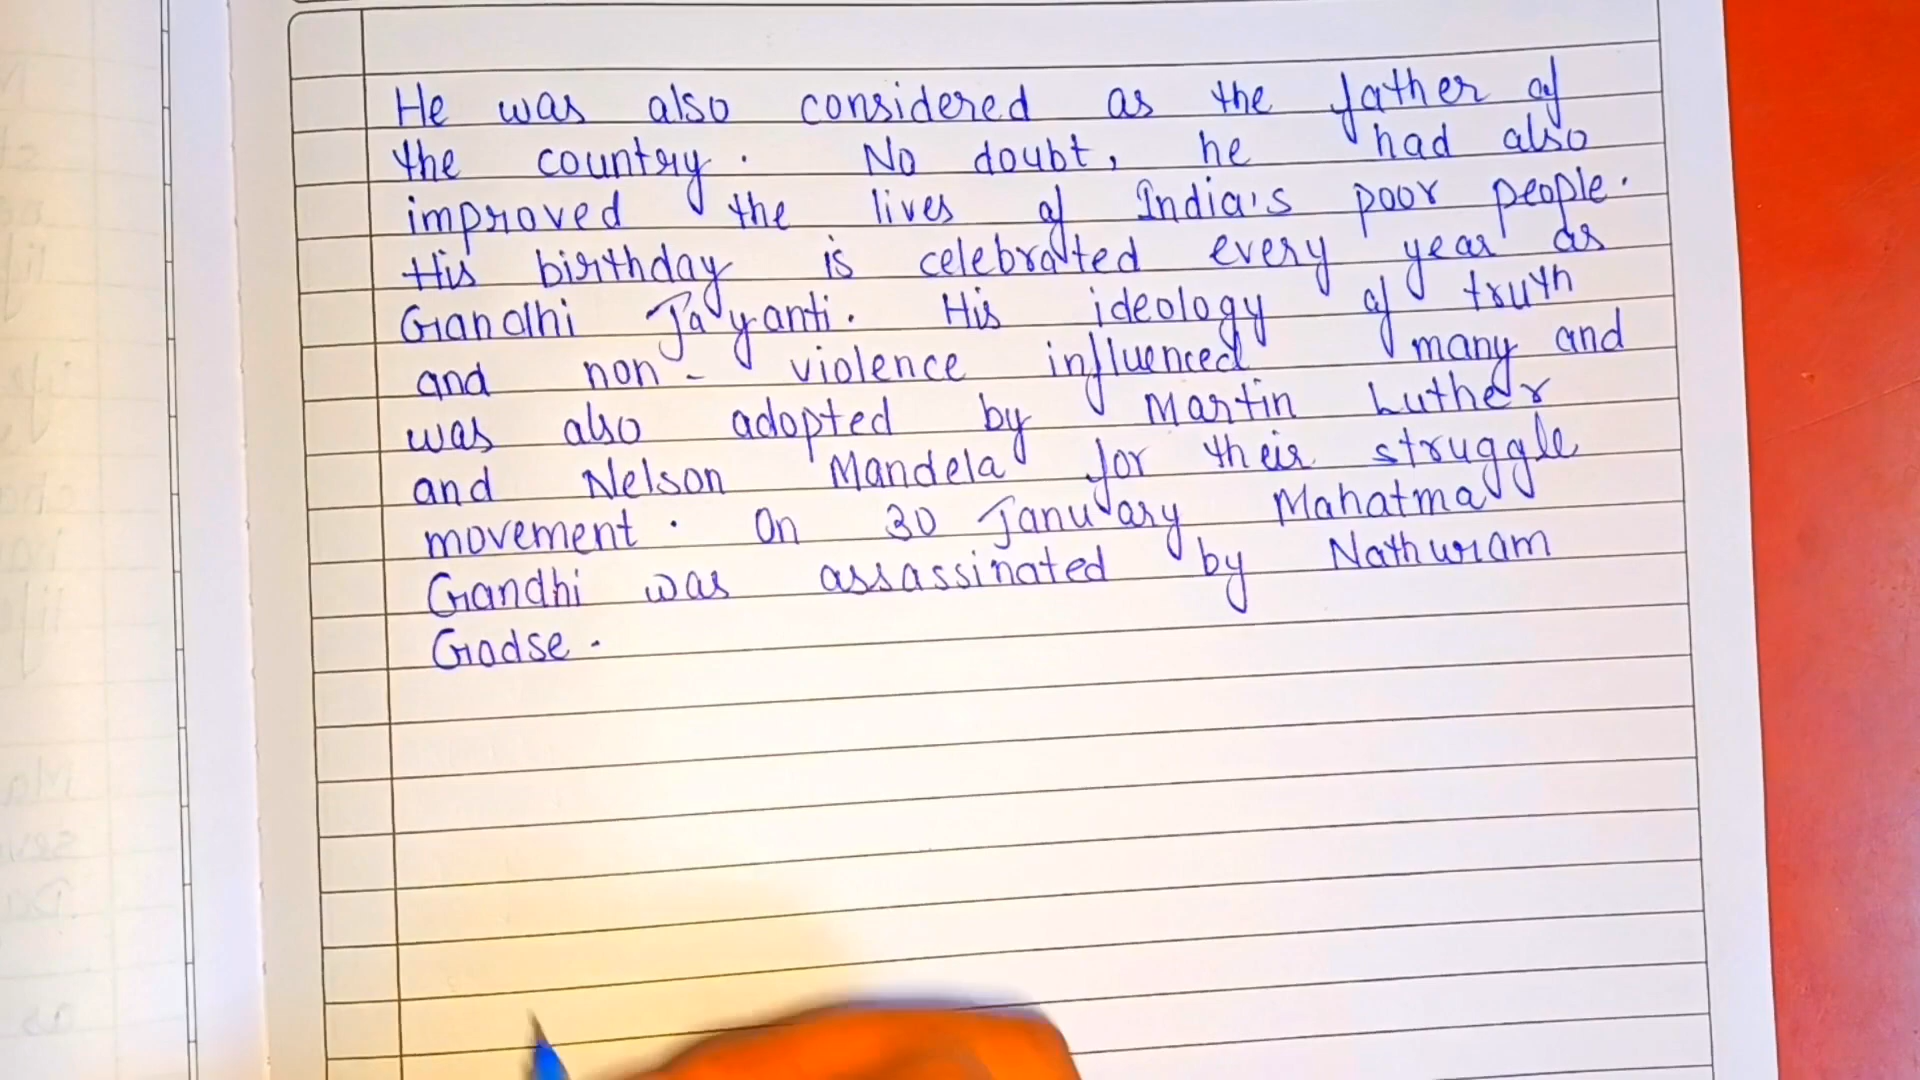 He was also considered as the father of
the country. No doubt, he had also
improved the lives of India's poor people.
His birthday is celebrated every year as
Gandhi Jayanti. His ideology of truth
and non - violence influenced many and
was also adopted by Martin Luther
and Nelson Mandela for their struggle
movement. On 30 January Mahatma
Gandhi was assassinated by Nathuram
Godse.